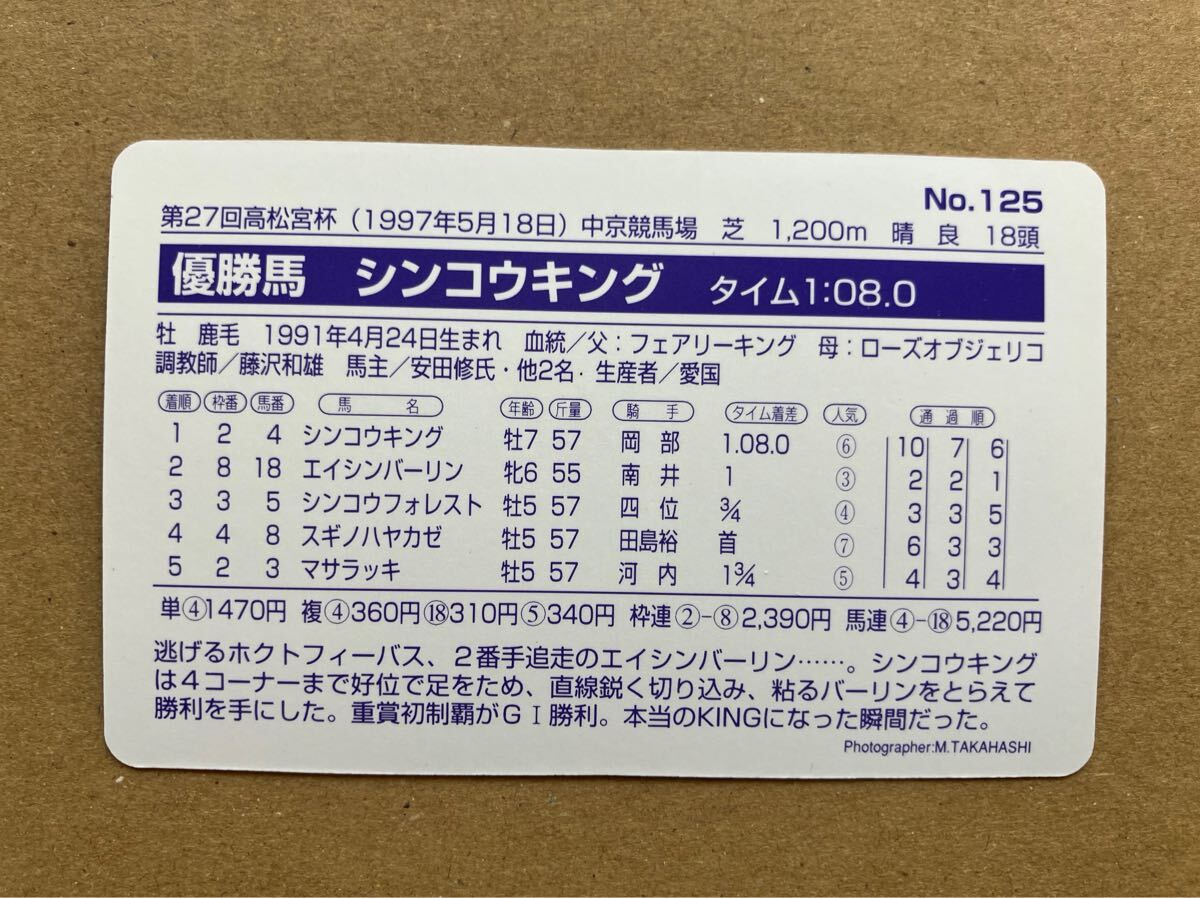 No.125
第27回高松宮杯（1997年5月18日）中京競馬場　芝　1,200m　晴　良　18頭
優勝馬　シンコウキング　タイム1:08.0
牡　鹿毛　1991年4月24日生まれ　血統／父：フェアリーキング　母：ローズオブジェリコ
調教師／藤沢和雄　馬主／安田修氏・他2名．生産者／愛国
着順　枠番　馬番　馬　名　年齢　斤量　騎　手　タイム着差　人気　通過順
1　2　4　シンコウキング　牡7　57　岡　部　1.08.0　⑥　10　7　6
2　8　18　エイシンバーリン　牝6　55　南　井　1　③　2　2　1
3　3　5　シンコウフォレスト　牡5　57　四　位　¾　④　3　3　5
4　4　8　スギノハヤカゼ　牡5　57　田島裕　首　⑦　6　3　3
5　2　3　マサラッキ　牡5　57　河　内　1¾　⑤　4　3　4
単④1470円　複④360円⑱310円⑤340円　枠連②－⑧2,390円　馬連④－⑱5,220円
逃げるホクトフィーバス、２番手追走のエイシンバーリン……。シンコウキング
は４コーナーまで好位で足をため、直線鋭く切り込み、粘るバーリンをとらえて
勝利を手にした。重賞初制覇がＧⅠ勝利。本当のKINGになった瞬間だった。
Photographer:M.TAKAHASHI